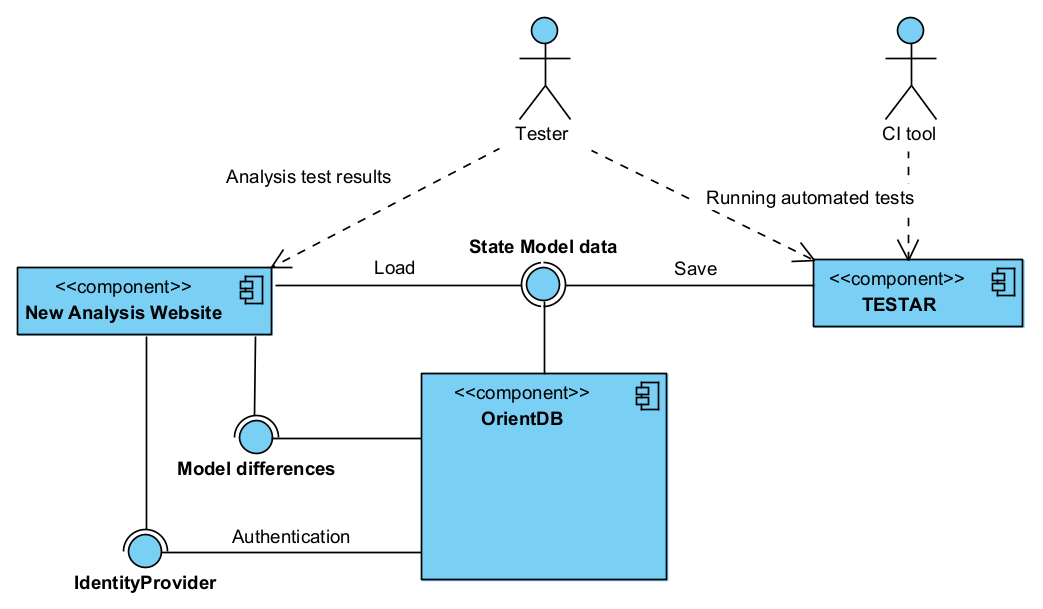 Tester
CI tool
Analysis test results
Running automated tests
State Model data
Load
Save
<<component>>
New Analysis Website
<<component>>
TESTAR
<<component>>
OrientDB
Model differences
Authentication
IdentityProvider